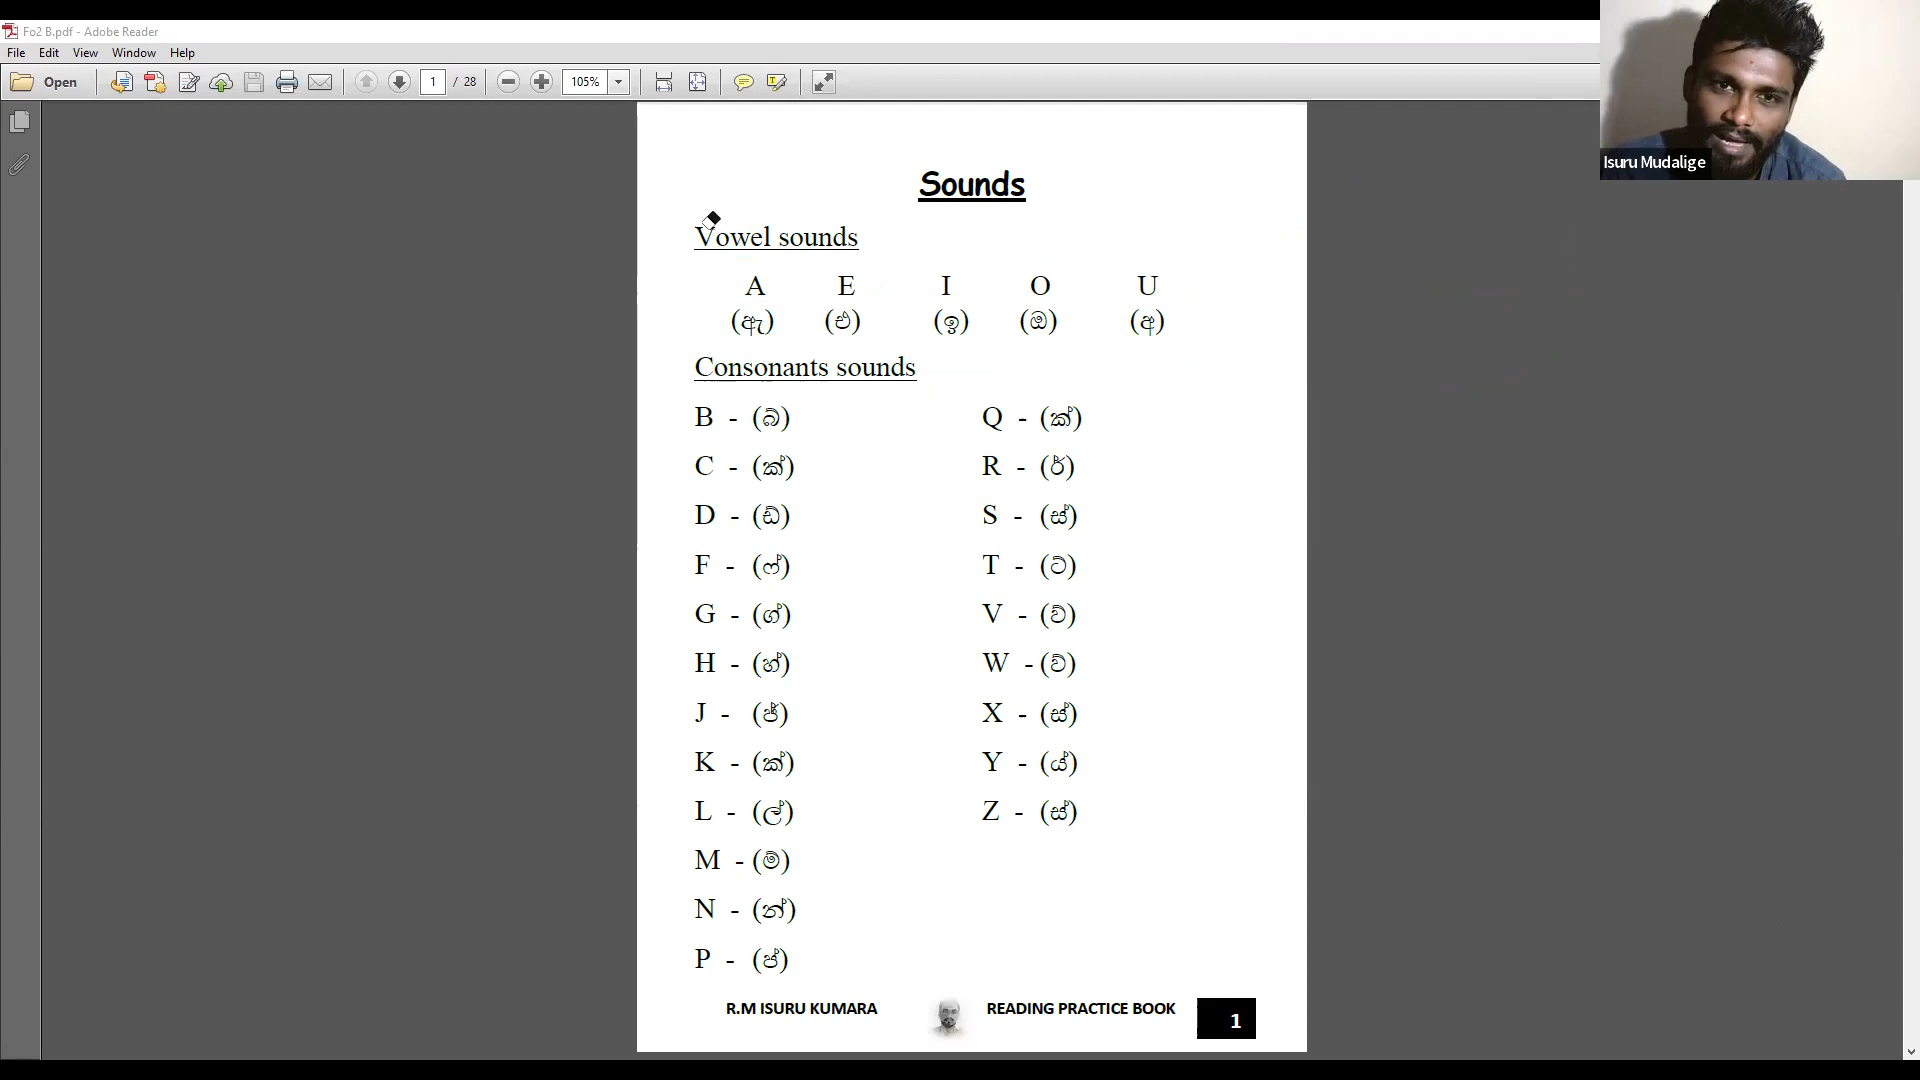 Fo2 B.pdf - Adobe Reader
File Edit View Window Help
Open 1 / 28 105%
Isuru Mudalige
Sounds
Vowel sounds
A E I O U
(ඇ) (එ) (ඉ) (ඔ) (අ)
Consonants sounds
B - (බ්) Q - (ක්)
C - (ක්) R - (ර්)
D - (ඩ්) S - (ස්)
F - (ෆ්) T - (ට්)
G - (ග්) V - (ව්)
H - (හ්) W - (ව්)
J - (ජ්) X - (ස්)
K - (ක්) Y - (ය්)
L - (ල්) Z - (ස්)
M - (ම්)
N - (න්)
P - (ප්)
R.M ISURU KUMARA READING PRACTICE BOOK 1